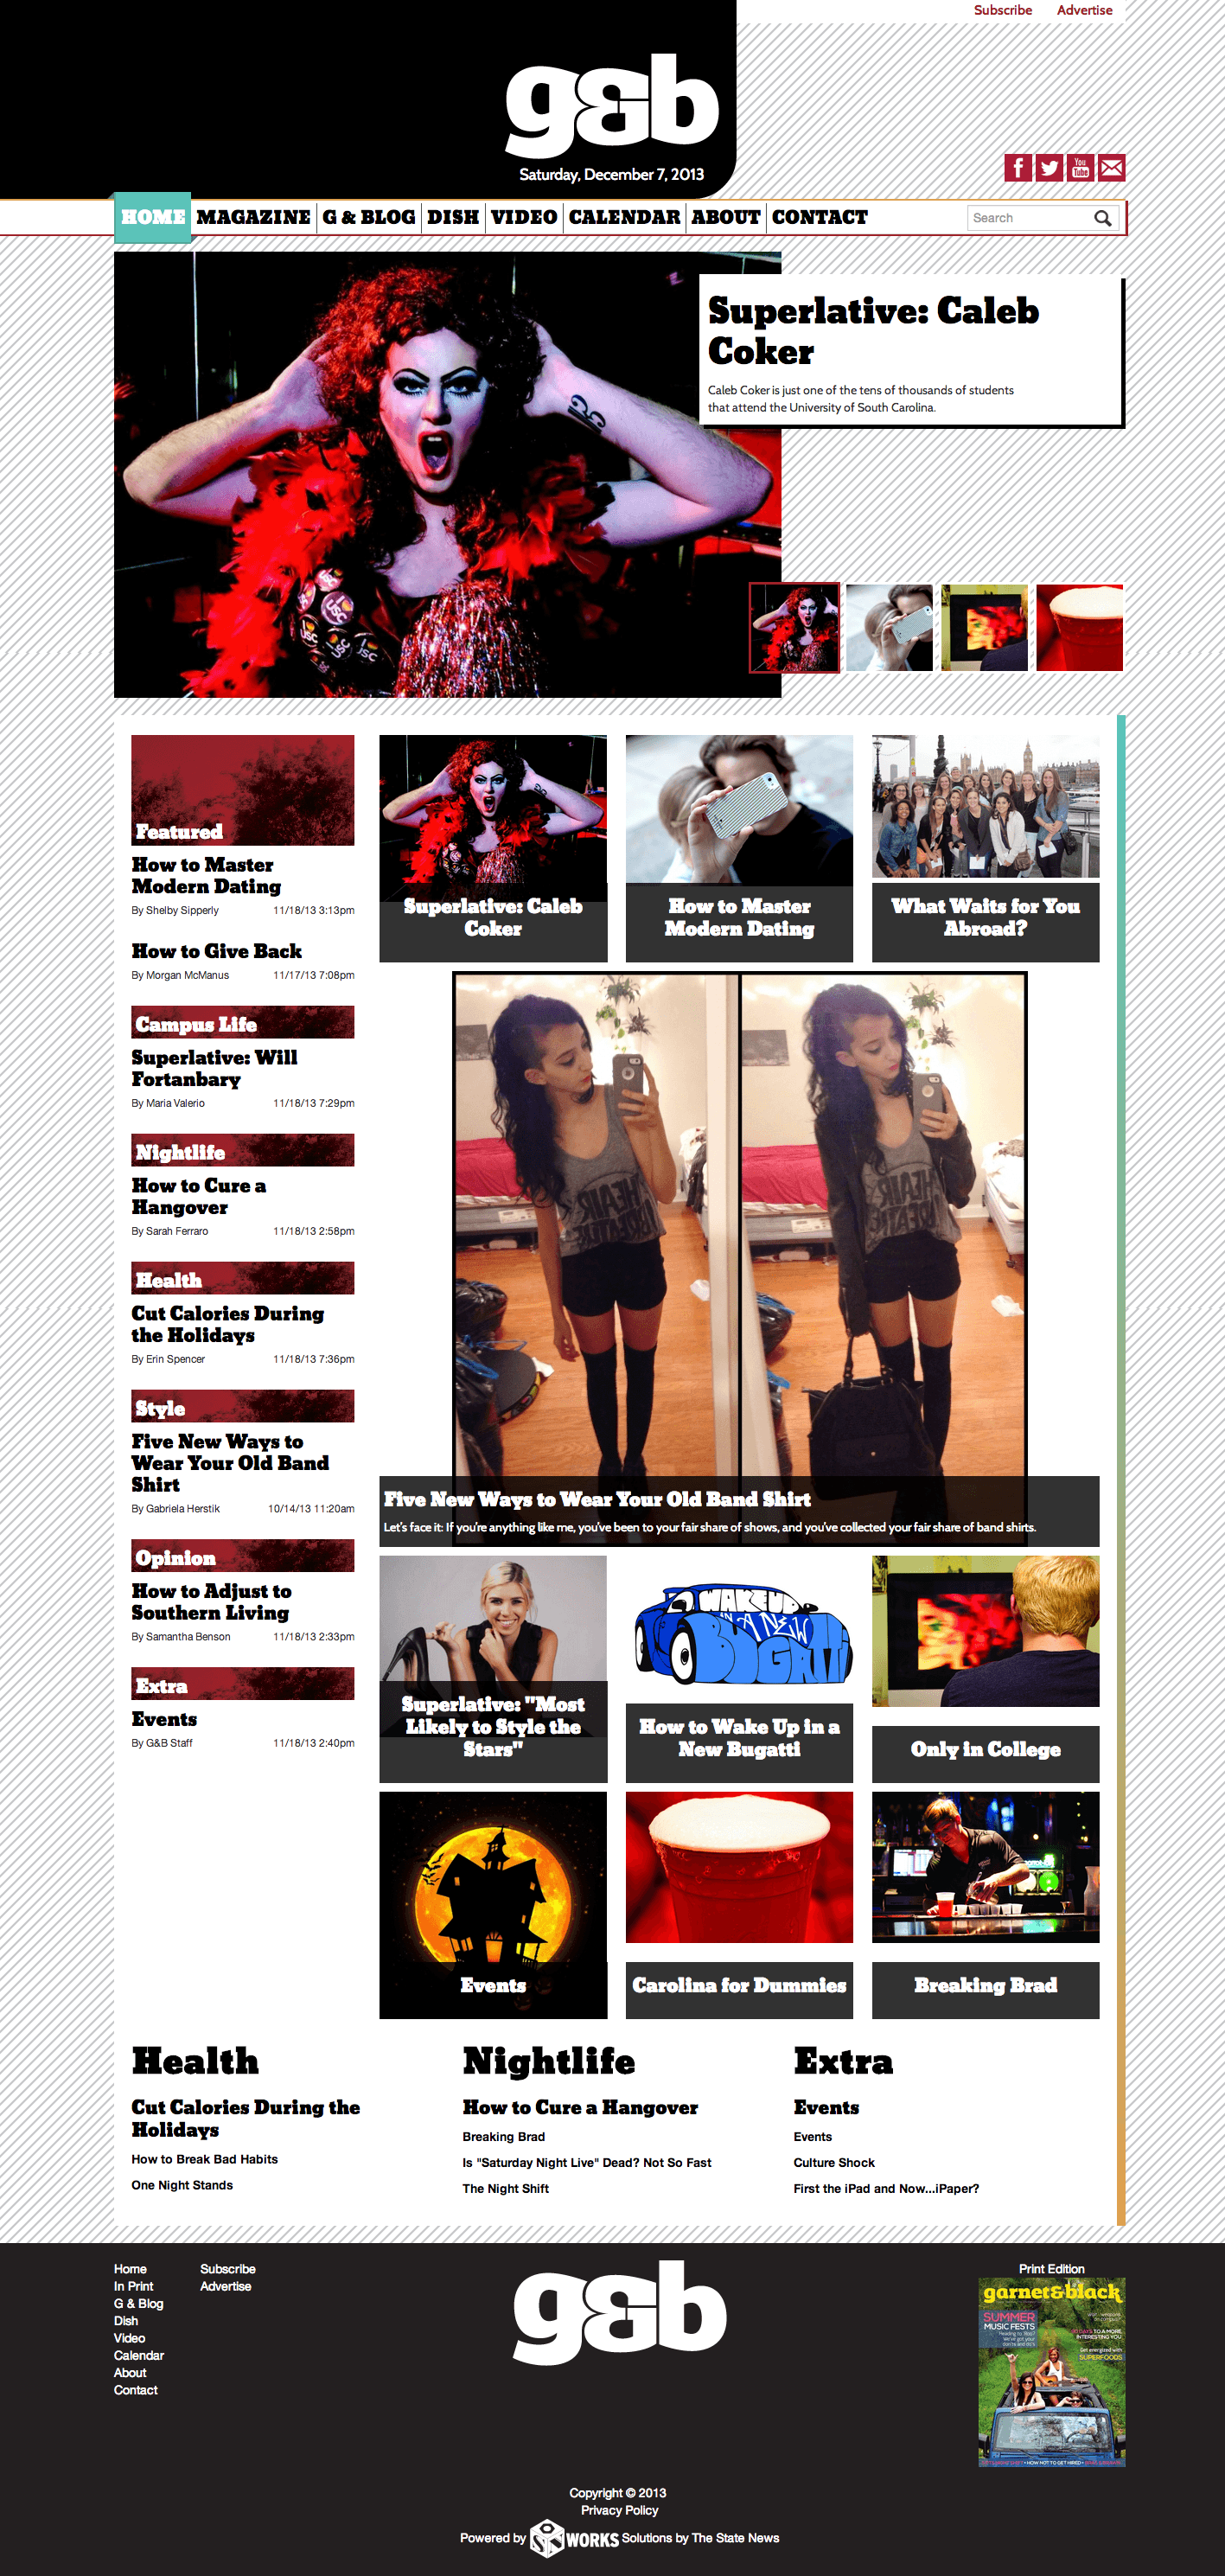 Subscribe
Advertise
g&b
Saturday, December 7, 2013
HOME
MAGAZINE
G & BLOG
DISH
VIDEO
CALENDAR
ABOUT
CONTACT
Search
Superlative: Caleb
Coker
Caleb Coker is just one of the tens of thousands of students
that attend the University of South Carolina.
Featured
How to Master
Modern Dating
By Shelby Sipperly 11/18/13 3:13pm
How to Give Back
By Morgan McManus 11/17/13 7:08pm
Campus Life
Superlative: Will
Fortanbary
By Maria Valerio 11/18/13 7:29pm
Nightlife
How to Cure a
Hangover
By Sarah Ferraro 11/18/13 2:58pm
Health
Cut Calories During
the Holidays
By Erin Spencer 11/18/13 7:36pm
Style
Five New Ways to
Wear Your Old Band
Shirt
By Gabriela Herstik 10/14/13 11:20am
Opinion
How to Adjust to
Southern Living
By Samantha Benson 11/18/13 2:33pm
Extra
Events
By G&B Staff 11/18/13 2:40pm
Superlative: Caleb
Coker
How to Master
Modern Dating
What Waits for You
Abroad?
Five New Ways to Wear Your Old Band Shirt
Let's face it: If you're anything like me, you've been to your fair share of shows, and you've collected your fair share of band shirts.
Superlative: "Most
Likely to Style the
Stars"
WAKE UP
IN A NEW
BUGATTI
How to Wake Up in a
New Bugatti
Only in College
Events
Carolina for Dummies
Breaking Brad
Health
Cut Calories During the
Holidays
How to Break Bad Habits
One Night Stands
Nightlife
How to Cure a Hangover
Breaking Brad
Is "Saturday Night Live" Dead? Not So Fast
The Night Shift
Extra
Events
Events
Culture Shock
First the iPad and Now...iPaper?
Home
In Print
G & Blog
Dish
Video
Calendar
About
Contact
Subscribe
Advertise
g&b
Print Edition
garnet&black
SUMMER
MUSIC FESTS
TO A MORE
INTERESTING YOU
Get energized with
SUPERFOODS
Copyright © 2013
Privacy Policy
Powered by SNWORKS Solutions by The State News